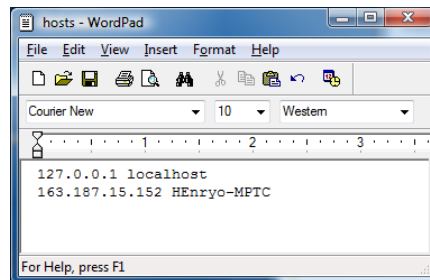 hosts - WordPad
File Edit View Insert Format Help
Courier New 10 Western
1 2 3
127.0.0.1 localhost
163.187.15.152 HEnryo-MPTC
For Help, press F1